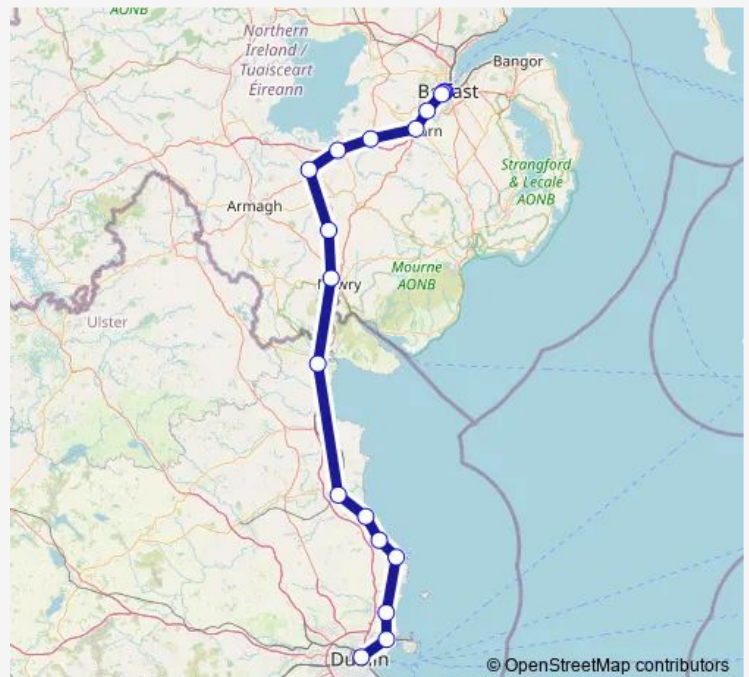 AONB
Northern
Ireland /
Tuaisceart
Éireann
Bangor
Strangford
& Lecale
AONB
Armagh
Mourne
AONB
Ulster
© OpenStreetMap contributors